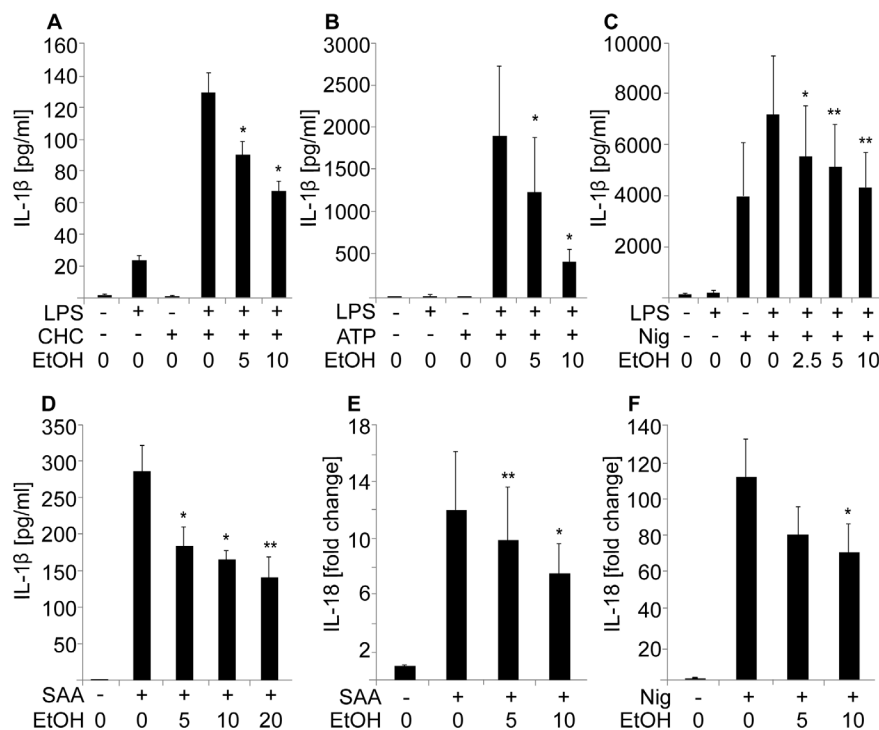 A
IL-1β [pg/ml]
160
140
120
100
80
60
40
20
*
*
LPS - + - + + +
CHC - - + + + +
EtOH 0 0 0 0 5 10
B
IL-1β [pg/ml]
3000
2500
2000
1500
1000
500
*
*
LPS - + - + + +
ATP - - + + + +
EtOH 0 0 0 0 5 10
C
IL-1β [pg/ml]
10000
8000
6000
4000
2000
*
**
**
LPS - + - + + + +
Nig - - + + + + +
EtOH 0 0 0 0 2.5 5 10
D
IL-1β [pg/ml]
350
300
250
200
150
100
50
*
*
**
SAA - + + + +
EtOH 0 0 5 10 20
E
IL-18 [fold change]
18
14
10
6
2
**
*
SAA - + + +
EtOH 0 0 5 10
F
IL-18 [fold change]
140
120
100
80
60
40
20
*
Nig - + + +
EtOH 0 0 5 10